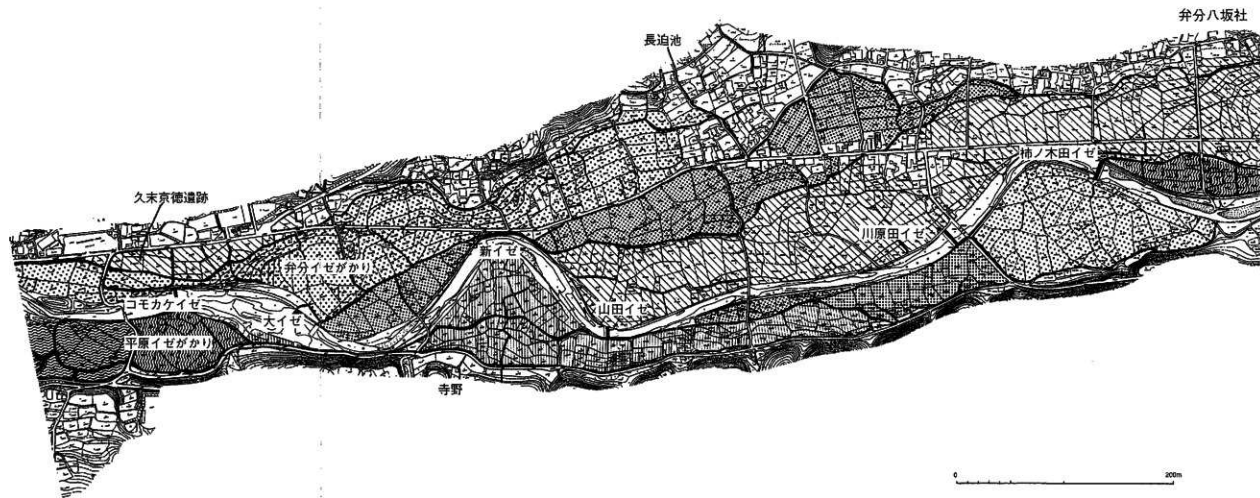 弁分八坂社
長迫池
柿ノ木田イゼ
久末京徳遺跡
川原田イゼ
新イゼ
弁分イゼがかり
コモカケイゼ
山田イゼ
大イゼ
平原イゼがかり
寺野
0
200m